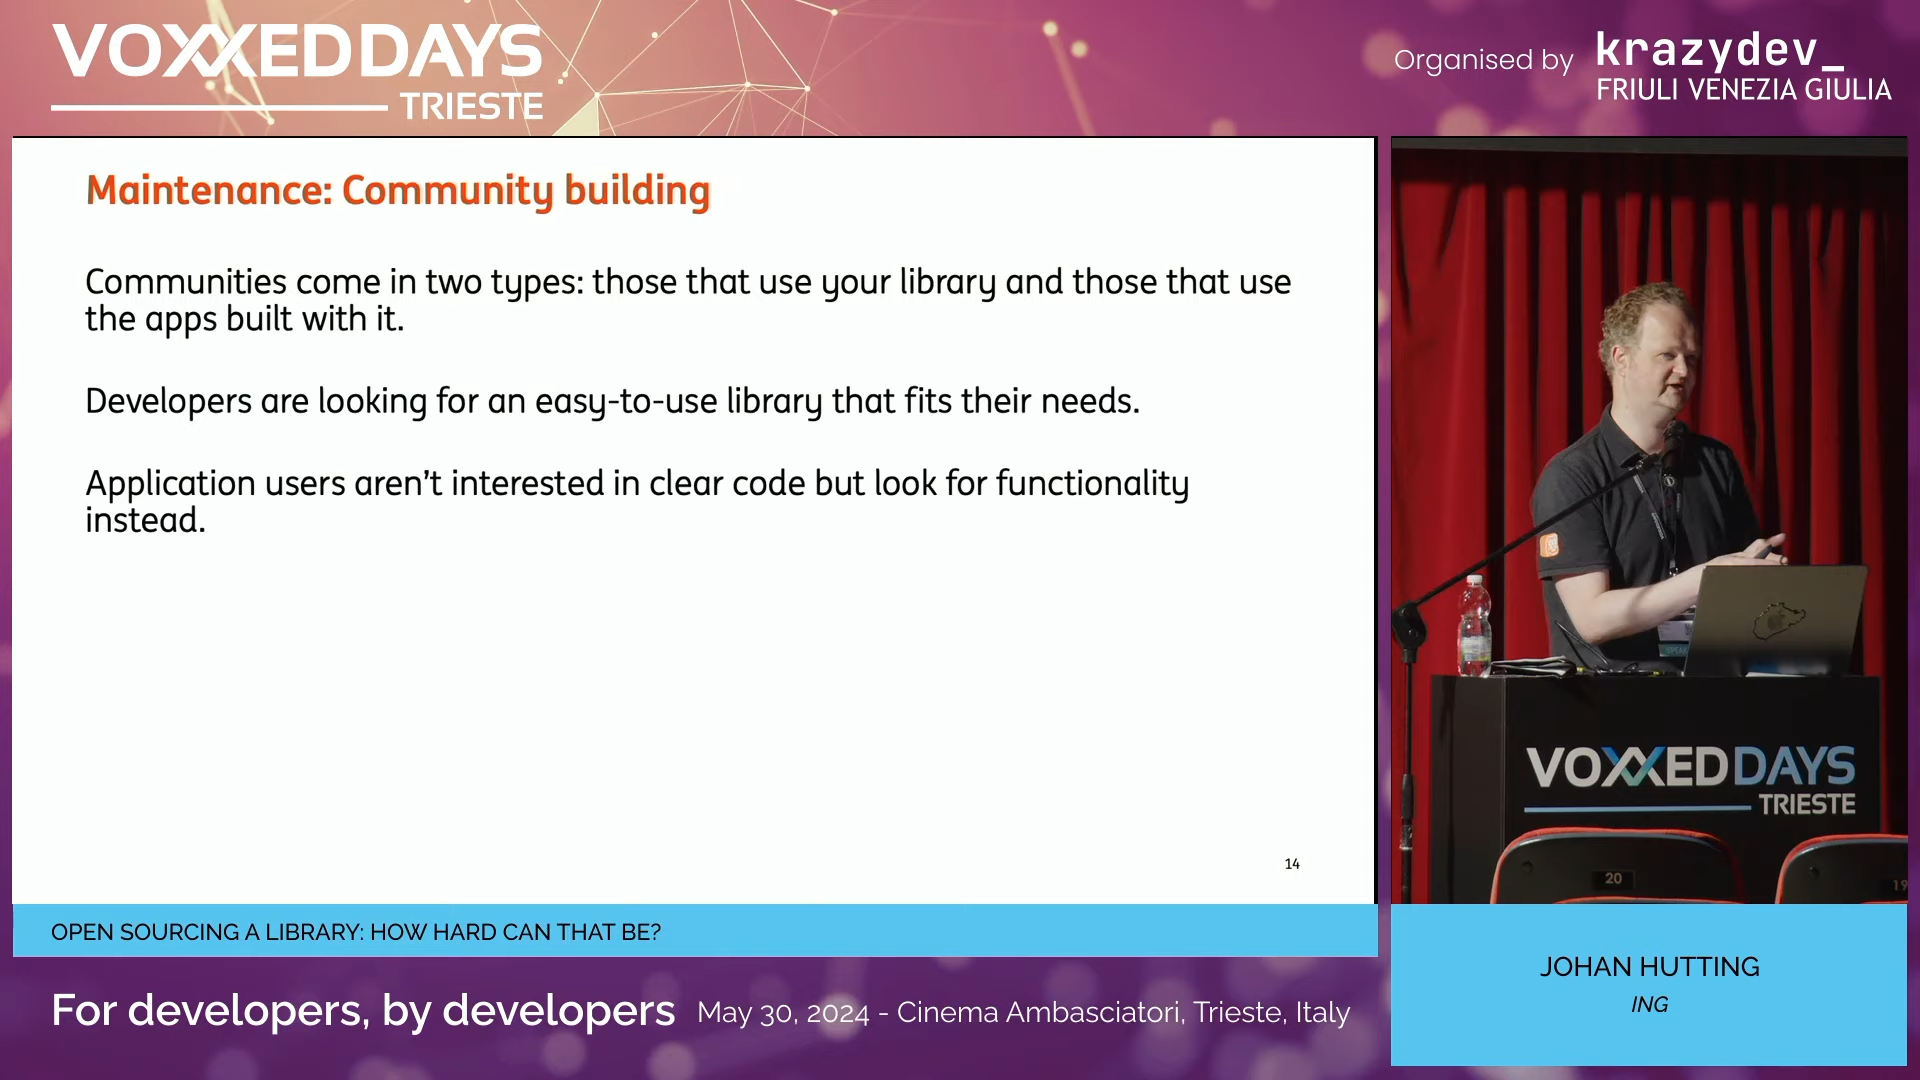 VOXXEDDAYS
TRIESTE
Organised by
krazydev_
FRIULI VENEZIA GIULIA
Maintenance: Community building
Communities come in two types: those that use your library and those that use
the apps built with it.
Developers are looking for an easy-to-use library that fits their needs.
Application users aren't interested in clear code but look for functionality
instead.
14
VOXXEDDAYS
TRIESTE
20
19
OPEN SOURCING A LIBRARY: HOW HARD CAN THAT BE?
JOHAN HUTTING
ING
For developers, by developers
May 30, 2024 - Cinema Ambasciatori, Trieste, Italy